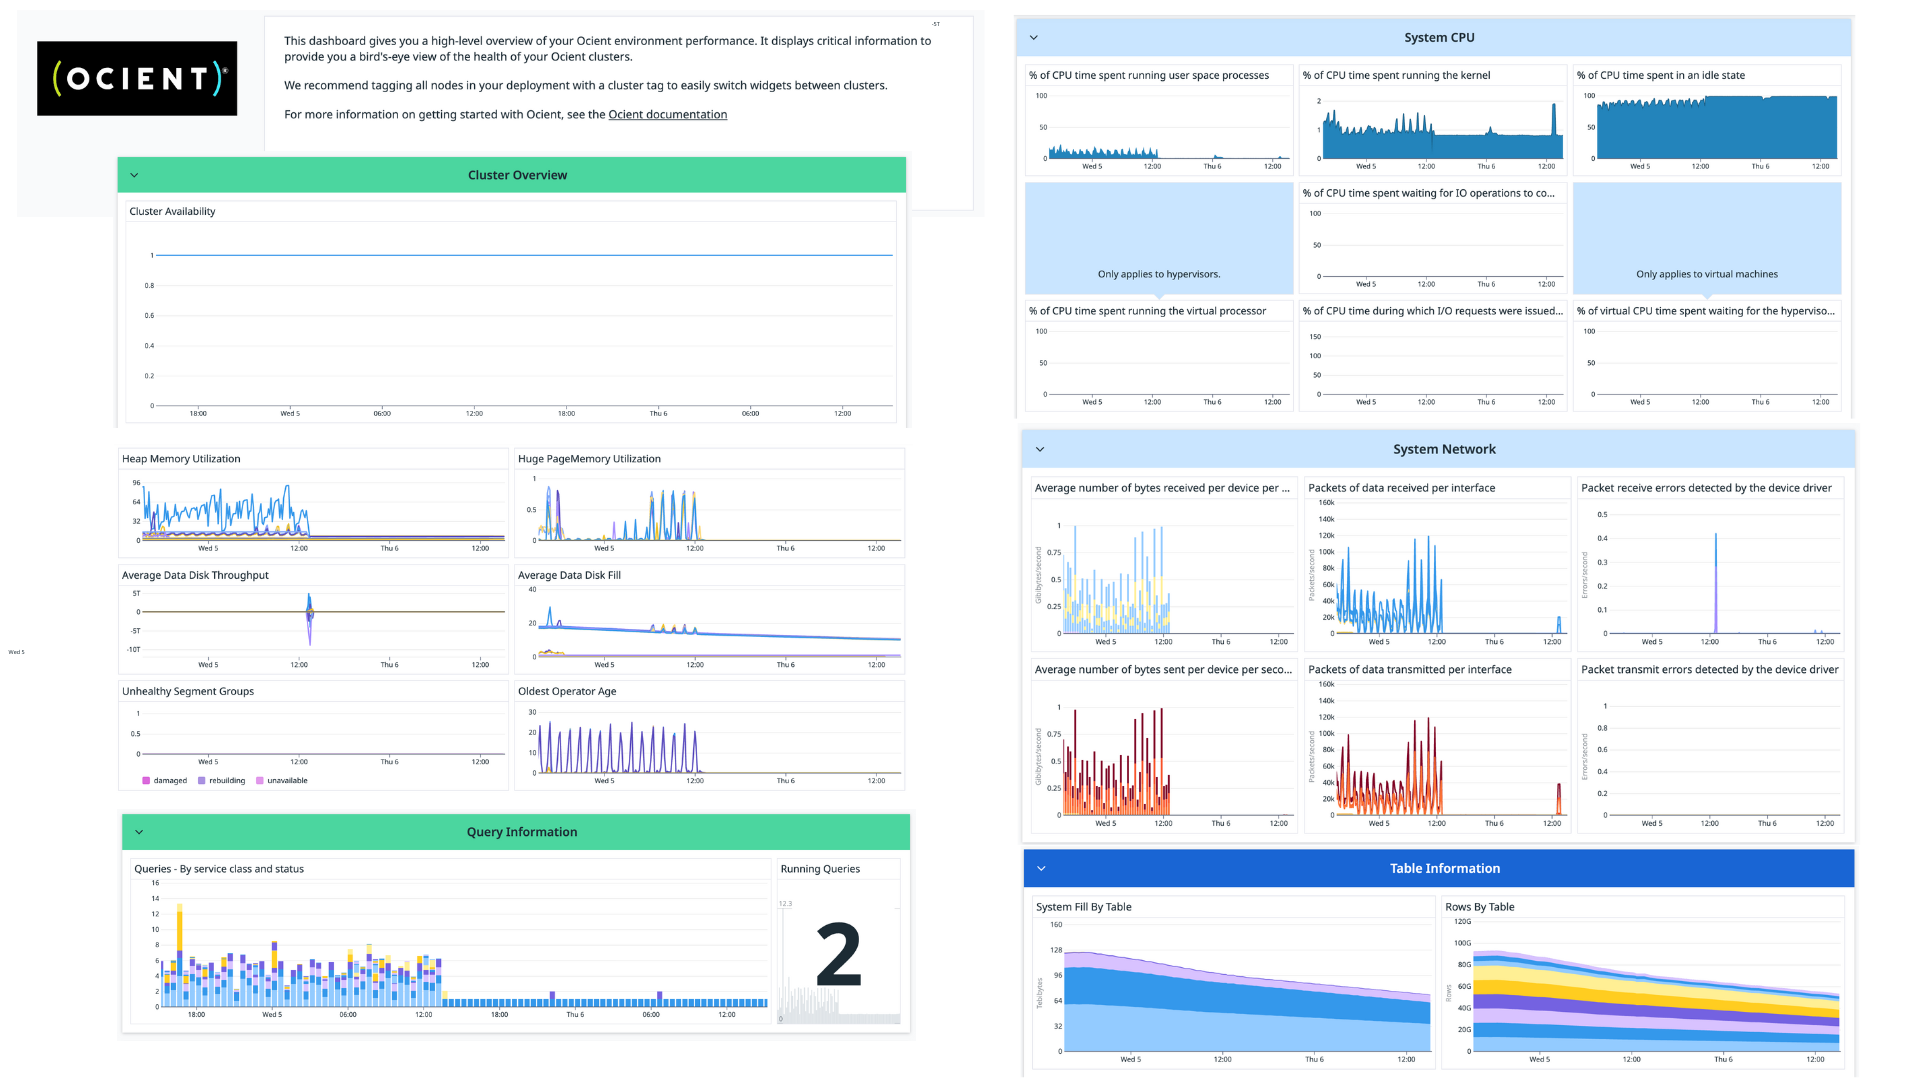 -5T
This dashboard gives you a high-level overview of your Ocient environment performance. It displays critical information to
provide you a bird's-eye view of the health of your Ocient clusters.
(OCIENT)®
We recommend tagging all nodes in your deployment with a cluster tag to easily switch widgets between clusters.
For more information on getting started with Ocient, see the Ocient documentation
Cluster Overview
Cluster Availability
1
0.8
0.6
0.4
0.2
0
18:00 Wed 5 06:00 12:00 18:00 Thu 6 06:00 12:00
Heap Memory Utilization
96
64
32
0
Wed 5 12:00 Thu 6 12:00
Huge PageMemory Utilization
1
0.5
0
Wed 5 12:00 Thu 6 12:00
Average Data Disk Throughput
5T
0
-5T
-10T
Wed 5 12:00 Thu 6 12:00
Average Data Disk Fill
40
20
0
Wed 5 12:00 Thu 6 12:00
Wed 5
Unhealthy Segment Groups
1
0.5
0
Wed 5 12:00 Thu 6 12:00
damaged rebuilding unavailable
Oldest Operator Age
30
20
10
0
Wed 5 12:00 Thu 6 12:00
Query Information
Queries - By service class and status
16
14
12
10
8
6
4
2
0
18:00 Wed 5 06:00 12:00 18:00 Thu 6 06:00 12:00
Running Queries
12.3
2
0
System CPU
% of CPU time spent running user space processes
100
50
0
Wed 5 12:00 Thu 6 12:00
% of CPU time spent running the kernel
2
1
0
Wed 5 12:00 Thu 6 12:00
% of CPU time spent in an idle state
100
50
0
Wed 5 12:00 Thu 6 12:00
Only applies to hypervisors.
% of CPU time spent waiting for IO operations to co...
100
50
0
Wed 5 12:00 Thu 6 12:00
Only applies to virtual machines
% of CPU time spent running the virtual processor
100
50
0
Wed 5 12:00 Thu 6 12:00
% of CPU time during which I/O requests were issued...
150
100
50
0
Wed 5 12:00 Thu 6 12:00
% of virtual CPU time spent waiting for the hyperviso...
100
50
0
Wed 5 12:00 Thu 6 12:00
System Network
Average number of bytes received per device per ...
Gibibytes/second
1
0.75
0.5
0.25
0
Wed 5 12:00 Thu 6 12:00
Packets of data received per interface
Packets/second
160k
140k
120k
100k
80k
60k
40k
20k
0
Wed 5 12:00 Thu 6 12:00
Packet receive errors detected by the device driver
Errors/second
0.5
0.4
0.3
0.2
0.1
0
Wed 5 12:00 Thu 6 12:00
Average number of bytes sent per device per seco...
Gibibytes/second
1
0.75
0.5
0.25
0
Wed 5 12:00 Thu 6 12:00
Packets of data transmitted per interface
Packets/second
160k
140k
120k
100k
80k
60k
40k
20k
0
Wed 5 12:00 Thu 6 12:00
Packet transmit errors detected by the device driver
Errors/second
1
0.8
0.6
0.4
0.2
0
Wed 5 12:00 Thu 6 12:00
Table Information
System Fill By Table
Tebibytes
160
128
96
64
32
0
Wed 5 12:00 Thu 6 12:00
Rows By Table
Rows
120G
100G
80G
60G
40G
20G
0
Wed 5 12:00 Thu 6 12:00